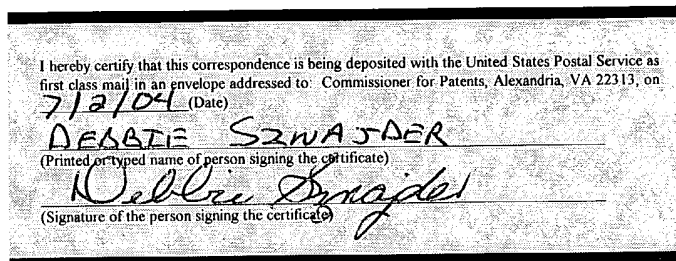 I hereby certify that this correspondence is being deposited with the United States Postal Service as
first class mail in an envelope addressed to: Commissioner for Patents, Alexandria, VA 22313, on
7/2/04 (Date)
DEBBIE SZWAJDER
(Printed or typed name of person signing the certificate)
Debbie Szwajder
(Signature of the person signing the certificate)